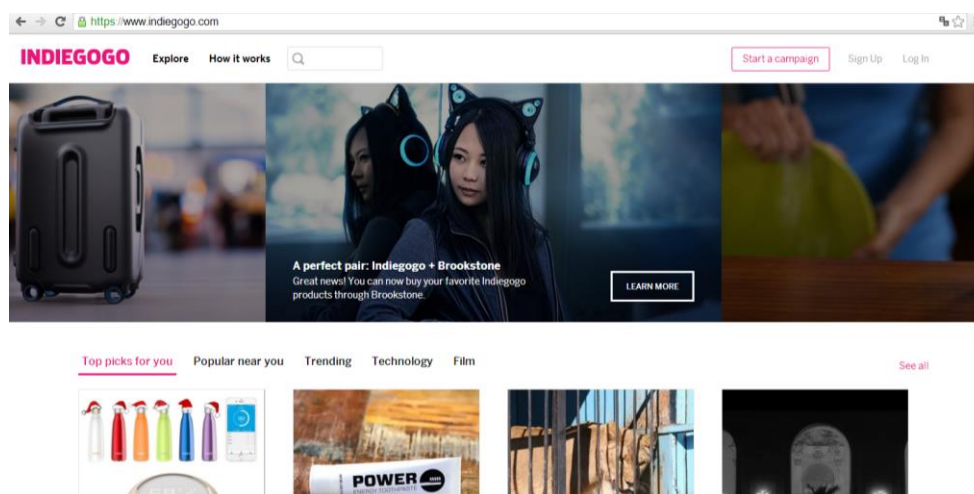 https://www.indiegogo.com
INDIEGOGO Explore How it works Start a campaign Sign Up Log In
A perfect pair: Indiegogo + Brookstone
Great news! You can now buy your favorite Indiegogo
products through Brookstone.
LEARN MORE
Top picks for you Popular near you Trending Technology Film
See all
POWER
ENERGY TOOTHPASTE